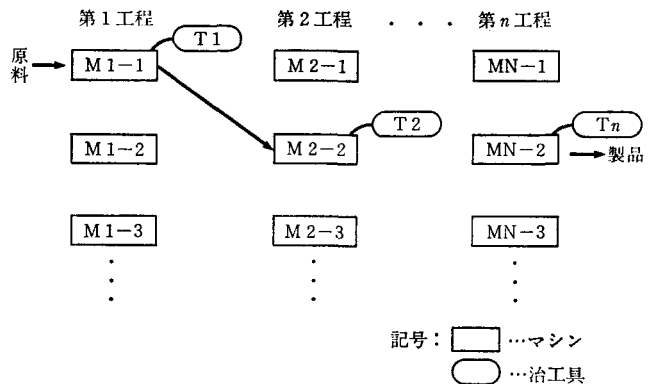 第1工程 第2工程 ・ ・ ・ 第n工程
T1
原料 M1−1 M2−1 MN−1
T2 Tn
M1−2 M2−2 MN−2 製品
M1−3 M2−3 MN−3
記号： …マシン
…治工具